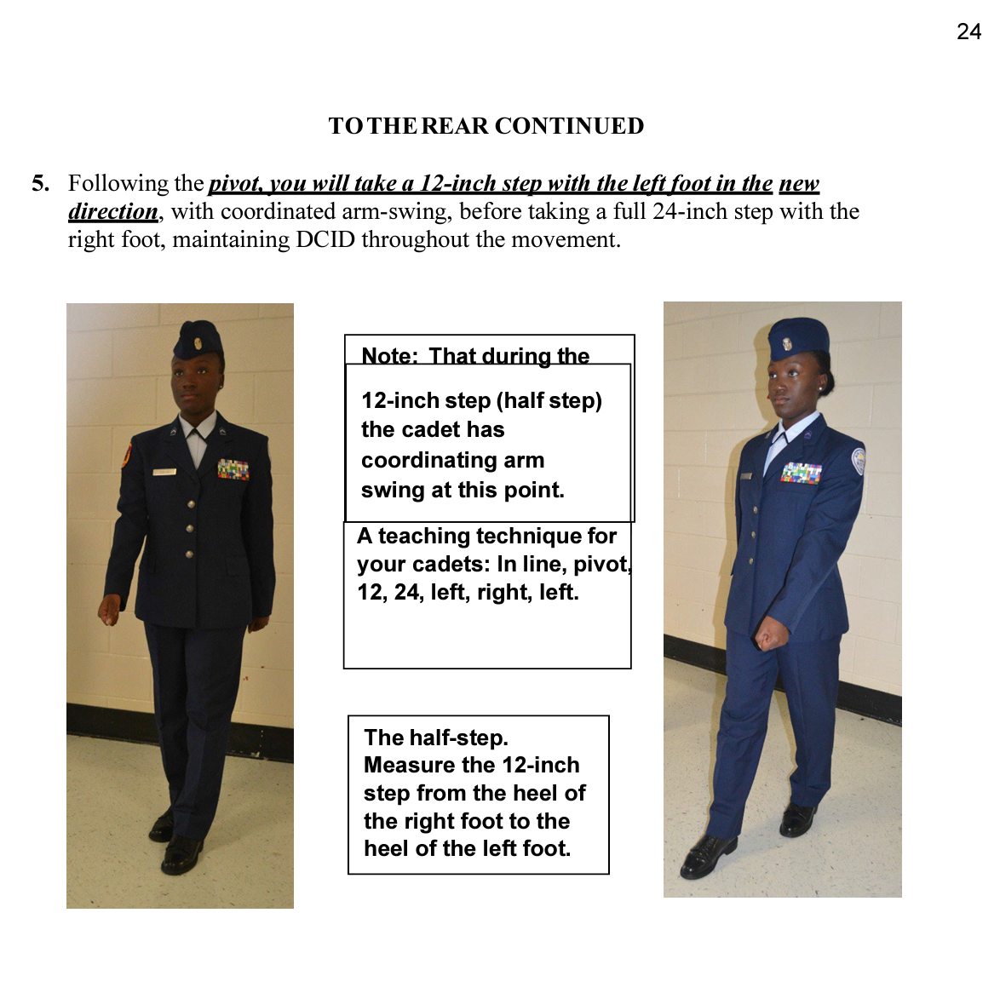 24
TO THE REAR CONTINUED
5. Following the pivot, you will take a 12-inch step with the left foot in the new
direction, with coordinated arm-swing, before taking a full 24-inch step with the
right foot, maintaining DCID throughout the movement.
Note: That during the
12-inch step (half step)
the cadet has
coordinating arm
swing at this point.
A teaching technique for
your cadets: In line, pivot,
12, 24, left, right, left.
The half-step.
Measure the 12-inch
step from the heel of
the right foot to the
heel of the left foot.